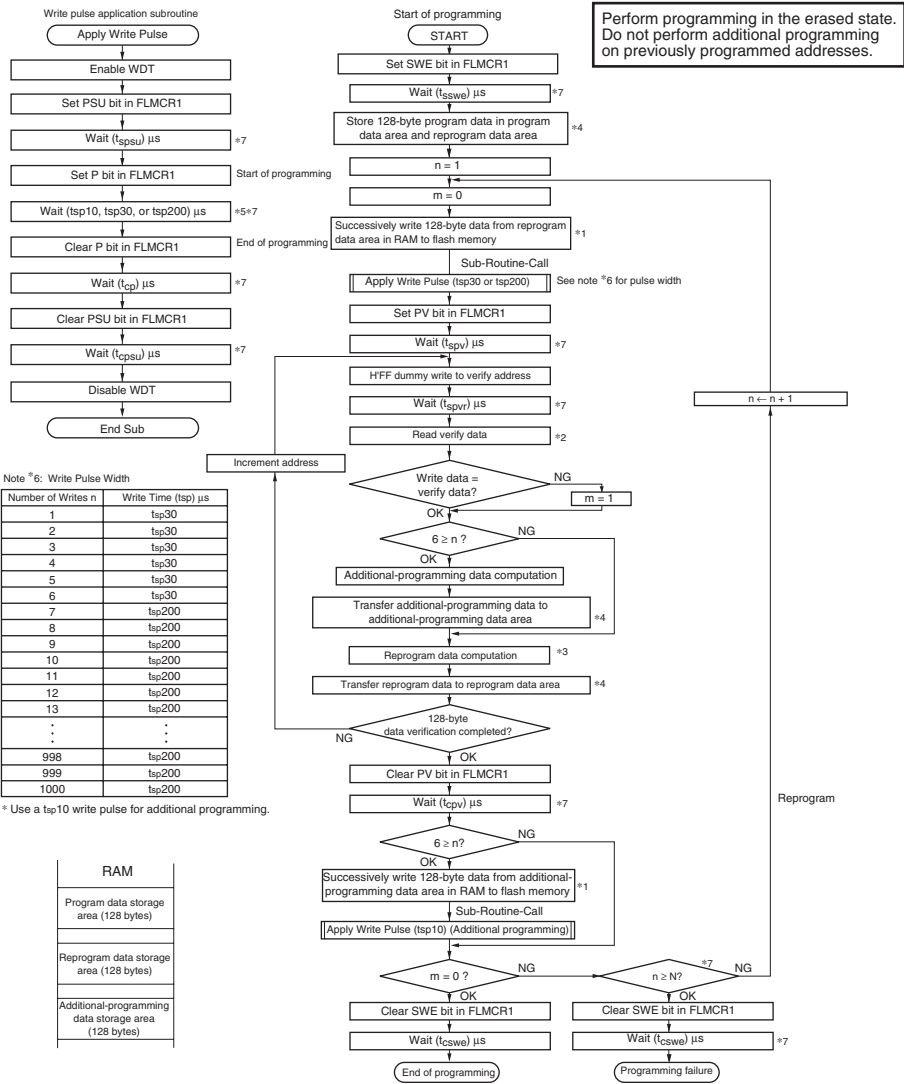 Write pulse application subroutine
Apply Write Pulse
Enable WDT
Set PSU bit in FLMCR1
Wait (tspsu) μs
*7
Set P bit in FLMCR1
Start of programming
Wait (tsp10, tsp30, or tsp200) μs
*5*7
Clear P bit in FLMCR1
End of programming
Wait (tcp) μs
*7
Clear PSU bit in FLMCR1
Wait (tcpsu) μs
*7
Disable WDT
End Sub
Note *6: Write Pulse Width
Number of Writes n Write Time (tsp) μs
1 tsp30
2 tsp30
3 tsp30
4 tsp30
5 tsp30
6 tsp30
7 tsp200
8 tsp200
9 tsp200
10 tsp200
11 tsp200
12 tsp200
13 tsp200
998 tsp200
999 tsp200
1000 tsp200
* Use a tsp10 write pulse for additional programming.
RAM
Program data storage
area (128 bytes)
Reprogram data storage
area (128 bytes)
Additional-programming
data storage area
(128 bytes)
Start of programming
START
Set SWE bit in FLMCR1
Wait (tsswe) μs
*7
Store 128-byte program data in program
data area and reprogram data area
*4
n = 1
m = 0
Successively write 128-byte data from reprogram
data area in RAM to flash memory
*1
Sub-Routine-Call
Apply Write Pulse (tsp30 or tsp200)
See note *6 for pulse width
Set PV bit in FLMCR1
Wait (tspv) μs
*7
H'FF dummy write to verify address
Wait (tspvr) μs
*7
Read verify data
*2
Increment address
Write data =
verify data?
NG
m = 1
OK
6 ≥ n ?
NG
OK
Additional-programming data computation
Transfer additional-programming data to
additional-programming data area
*4
Reprogram data computation
*3
Transfer reprogram data to reprogram data area
*4
128-byte
data verification completed?
NG
OK
Clear PV bit in FLMCR1
Wait (tcpv) μs
*7
6 ≥ n?
NG
OK
Successively write 128-byte data from additional-
programming data area in RAM to flash memory
*1
Sub-Routine-Call
Apply Write Pulse (tsp10) (Additional programming)
m = 0 ?
NG
OK
Clear SWE bit in FLMCR1
Wait (tcswe) μs
End of programming
*7
n ≥ N?
NG
OK
Clear SWE bit in FLMCR1
Wait (tcswe) μs
*7
Programming failure
n ← n + 1
Reprogram
Perform programming in the erased state.
Do not perform additional programming
on previously programmed addresses.